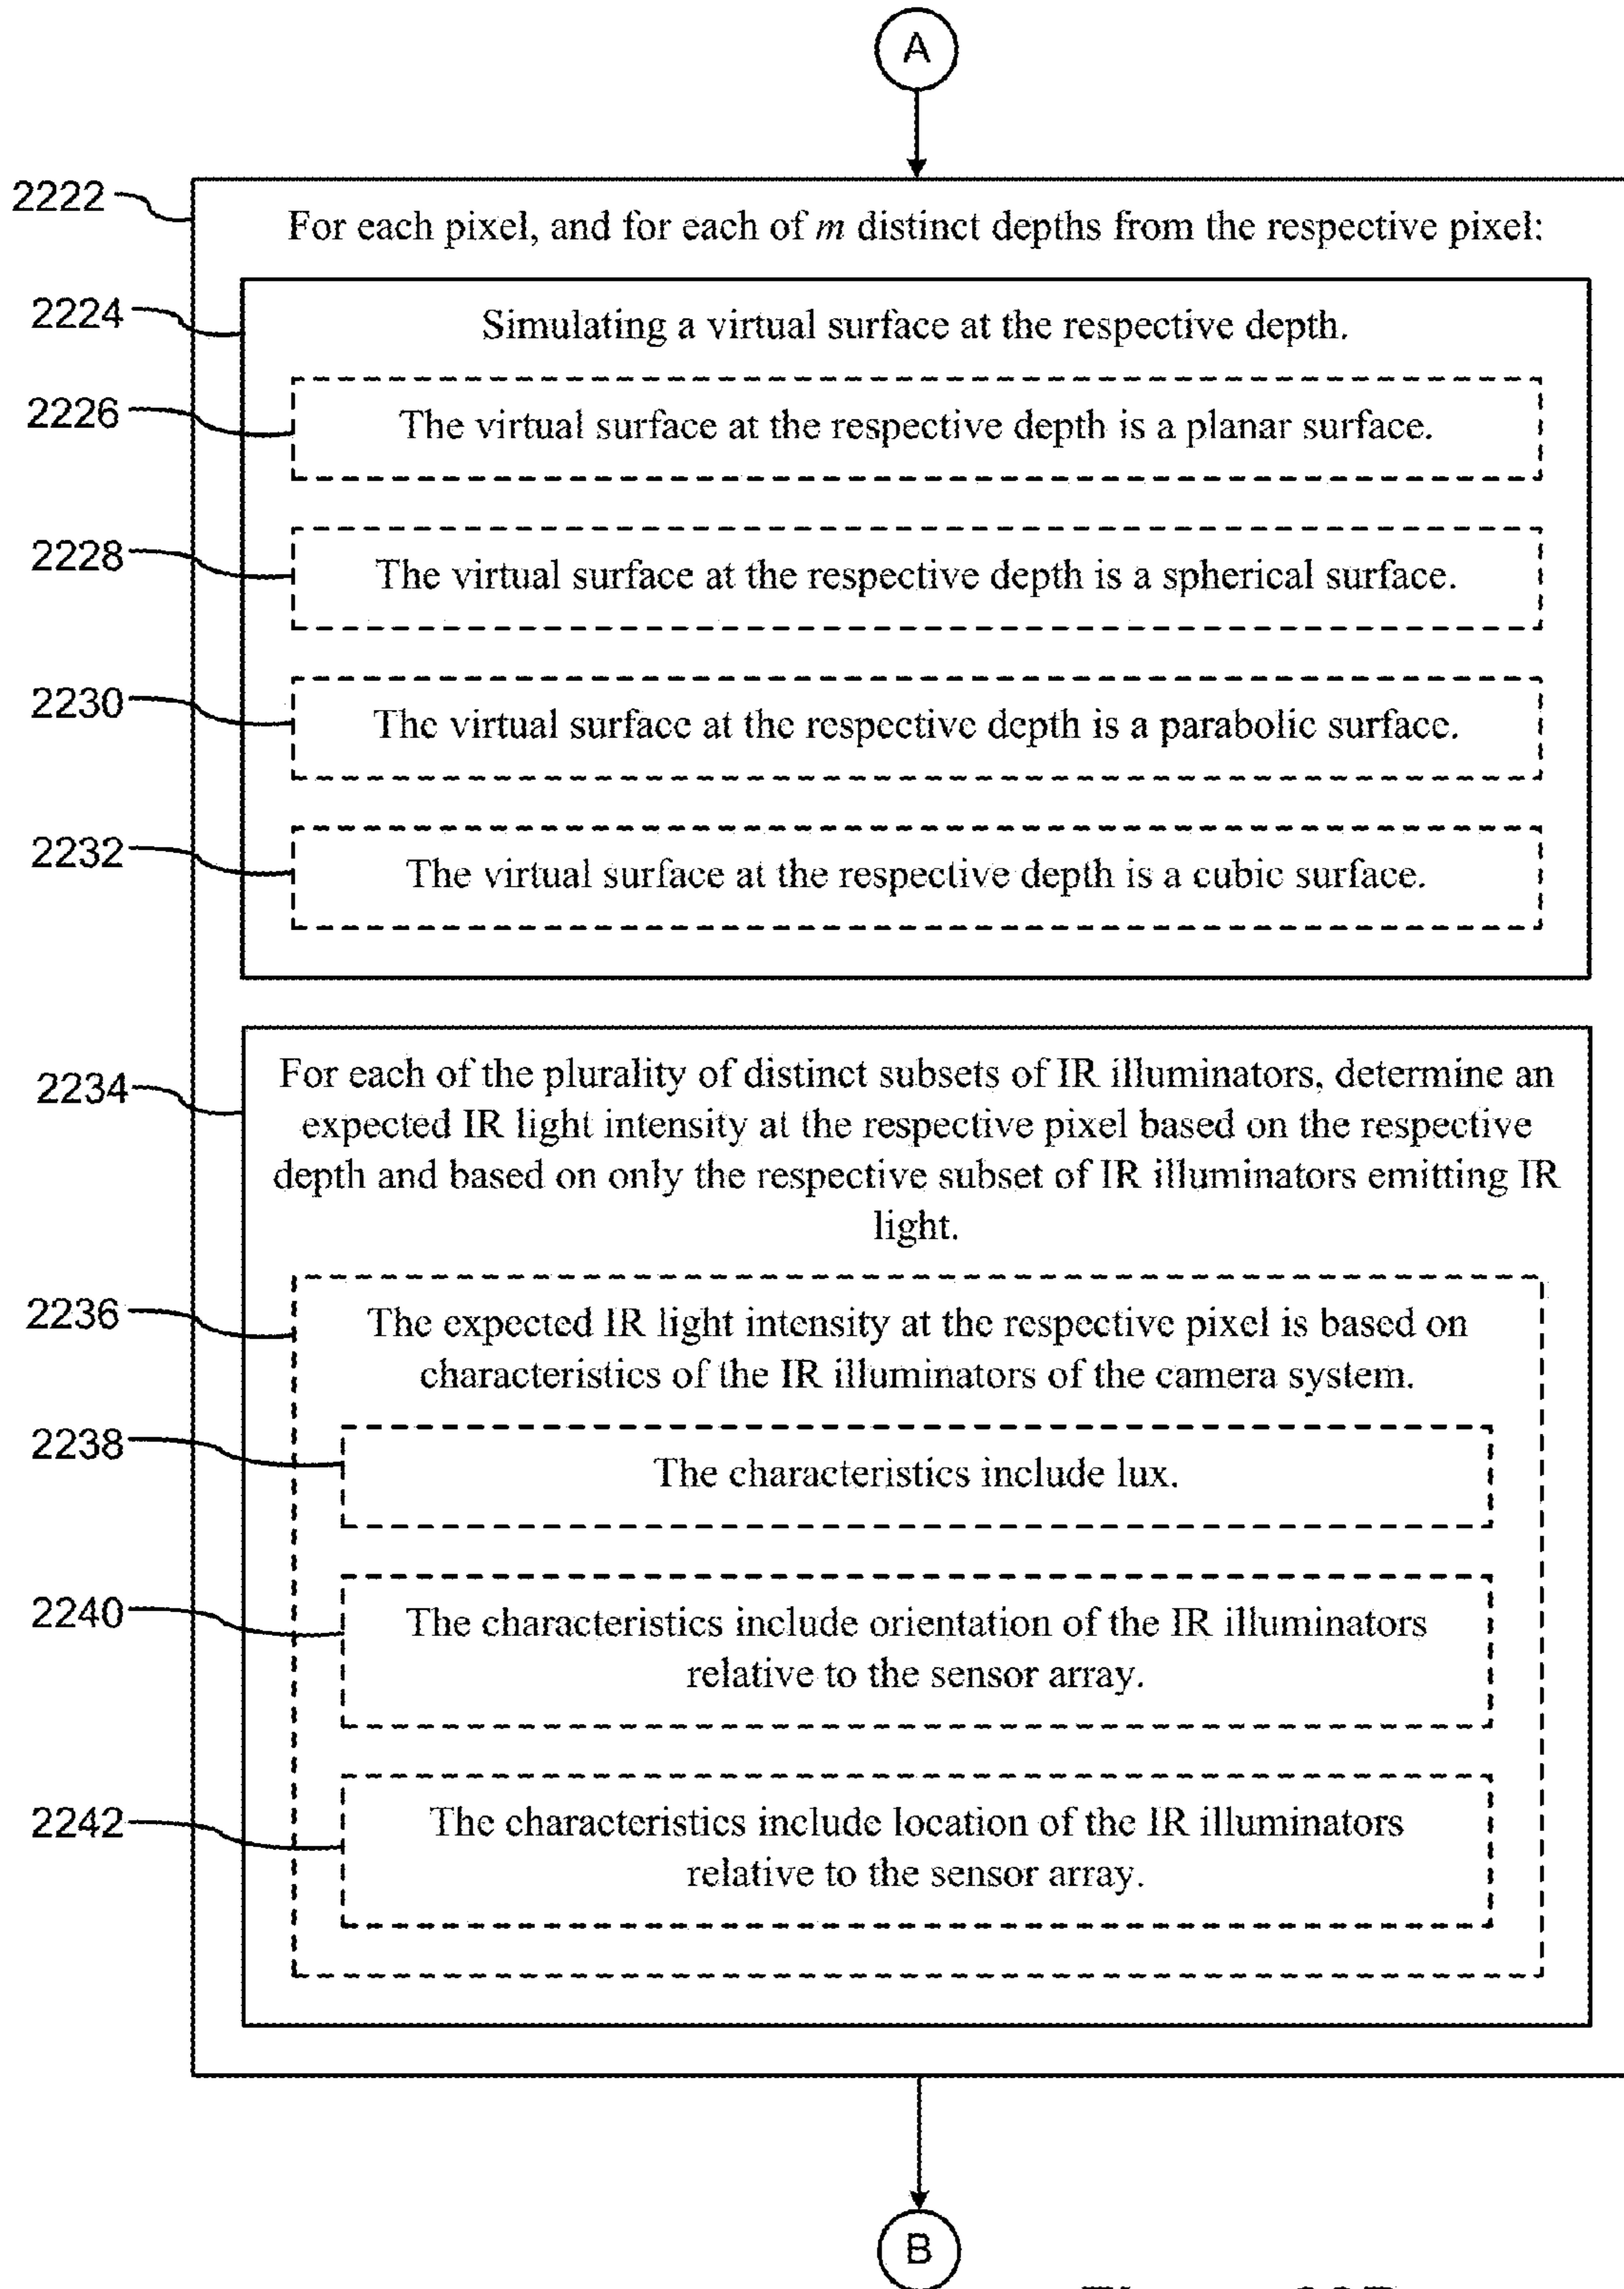 A
2222
For each pixel, and for each of m distinct depths from the respective pixel:
2224
Simulating a virtual surface at the respective depth.
2226
The virtual surface at the respective depth is a planar surface.
2228
The virtual surface at the respective depth is a spherical surface.
2230
The virtual surface at the respective depth is a parabolic surface.
2232
The virtual surface at the respective depth is a cubic surface.
2234
For each of the plurality of distinct subsets of IR illuminators, determine an
expected IR light intensity at the respective pixel based on the respective
depth and based on only the respective subset of IR illuminators emitting IR
light.
2236
The expected IR light intensity at the respective pixel is based on
characteristics of the IR illuminators of the camera system.
2238
The characteristics include lux.
2240
The characteristics include orientation of the IR illuminators
relative to the sensor array.
2242
The characteristics include location of the IR illuminators
relative to the sensor array.
B